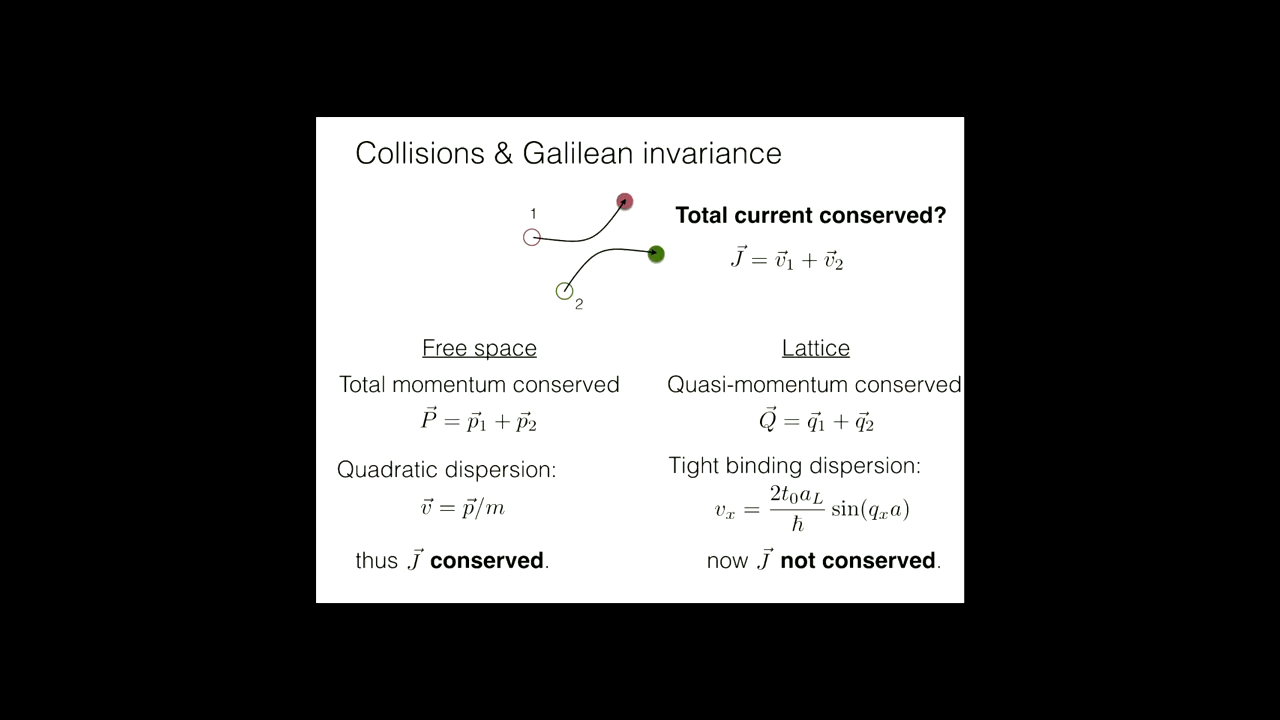 Collisions & Galilean invariance
1
2
Total current conserved?
$\vec{J} = \vec{v}_1 + \vec{v}_2$
Free space
Total momentum conserved
$\vec{P} = \vec{p}_1 + \vec{p}_2$
Quadratic dispersion:
$\vec{v} = \vec{p}/m$
thus $\vec{J}$ conserved.
Lattice
Quasi-momentum conserved
$\vec{Q} = \vec{q}_1 + \vec{q}_2$
Tight binding dispersion:
$v_x = \frac{2t_0 a_L}{\hbar} \sin(q_x a)$
now $\vec{J}$ not conserved.